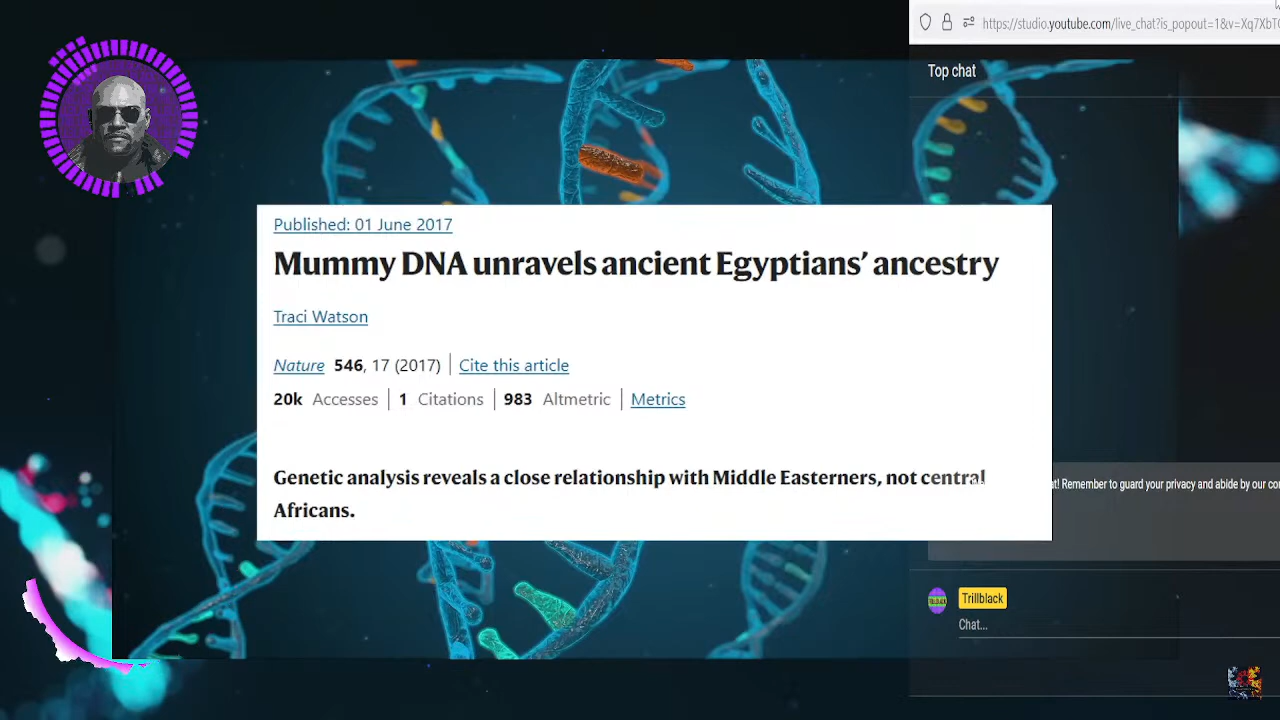 https://studio.youtube.com/live_chat?is_popout=1&v=Xq7XbT
Top chat
Published: 01 June 2017
Mummy DNA unravels ancient Egyptians’ ancestry
Traci Watson
Nature 546, 17 (2017) | Cite this article
20k Accesses | 1 Citations | 983 Altmetric | Metrics
Genetic analysis reveals a close relationship with Middle Easterners, not central
Africans.
at! Remember to guard your privacy and abide by our con
Trillblack
Chat...